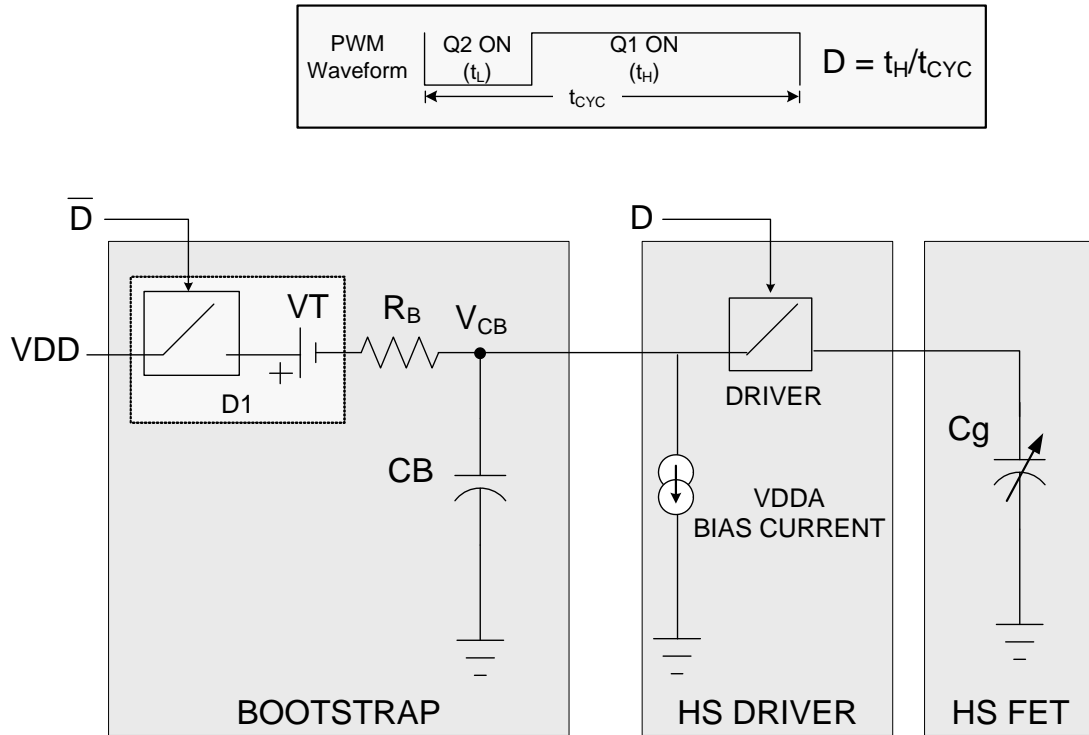 PWM
Waveform
Q2 ON
(tL)
Q1 ON
(tH)
tCYC
D = tH/tCYC
D̅
D
VDD
VT
+
D1
RB
VCB
CB
DRIVER
VDDA
BIAS CURRENT
Cg
BOOTSTRAP
HS DRIVER
HS FET